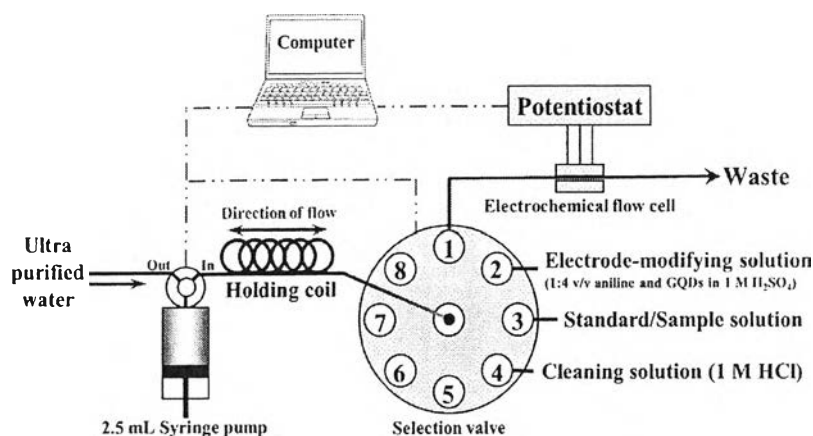 Computer
Potentiostat
Waste
Electrochemical flow cell
Direction of flow
Ultra
purified
water
Out
In
Holding coil
1
2
3
4
5
6
7
8
Electrode-modifying solution
(1:4 v/v aniline and GQDs in 1 M H₂SO₄)
Standard/Sample solution
Cleaning solution (1 M HCl)
2.5 mL Syringe pump
Selection valve